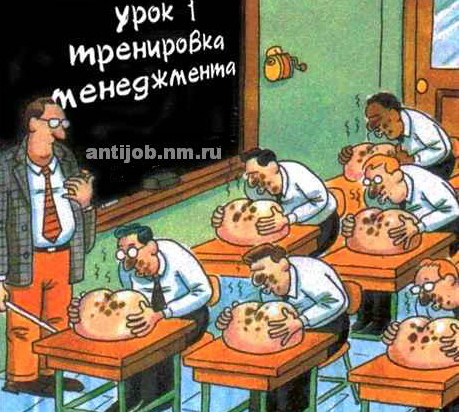 урок 1
тренировка
менеджмента
antijob.nm.ru